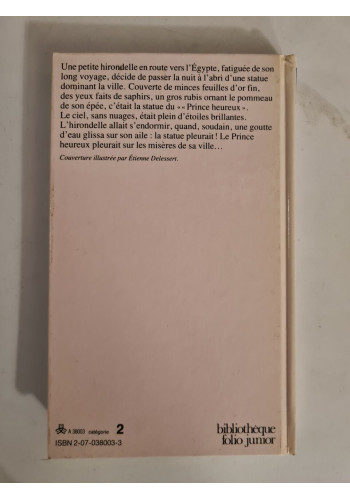 Une petite hirondelle en route vers l'Égypte, fatiguée de son
long voyage, décide de passer la nuit à l'abri d'une statue
dominant la ville. Couverte de minces feuilles d'or fin,
des yeux faits de saphirs, un gros rubis ornant le pommeau
de son épée, c'était la statue du «« Prince heureux ».
Le ciel, sans nuages, était plein d'étoiles brillantes.
L'hirondelle allait s'endormir, quand, soudain, une goutte
d'eau glissa sur son aile : la statue pleurait ! Le Prince
heureux pleurait sur les misères de sa ville...
Couverture illustrée par Étienne Delessert.
A 38003 catégorie 2
ISBN 2-07-038003-3
bibliothèque
folio junior